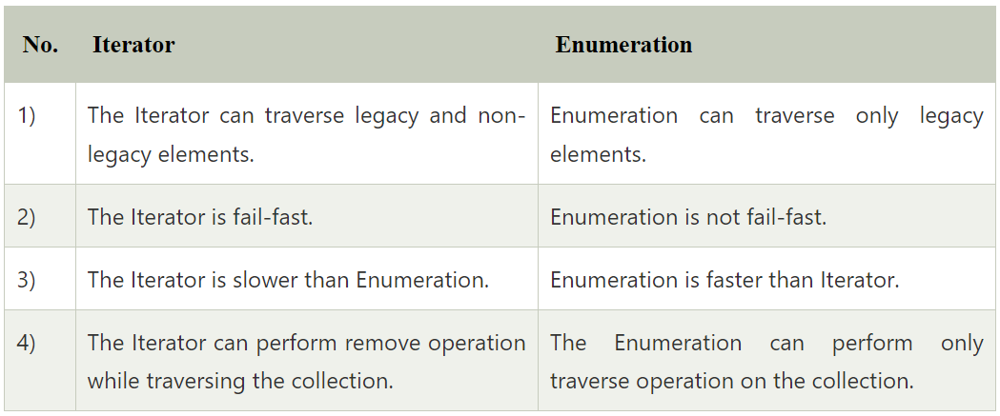 No. Iterator Enumeration
1) The Iterator can traverse legacy and non- Enumeration can traverse only legacy
legacy elements. elements.
2) The Iterator is fail-fast. Enumeration is not fail-fast.
3) The Iterator is slower than Enumeration. Enumeration is faster than Iterator.
4) The Iterator can perform remove operation The Enumeration can perform only
while traversing the collection. traverse operation on the collection.